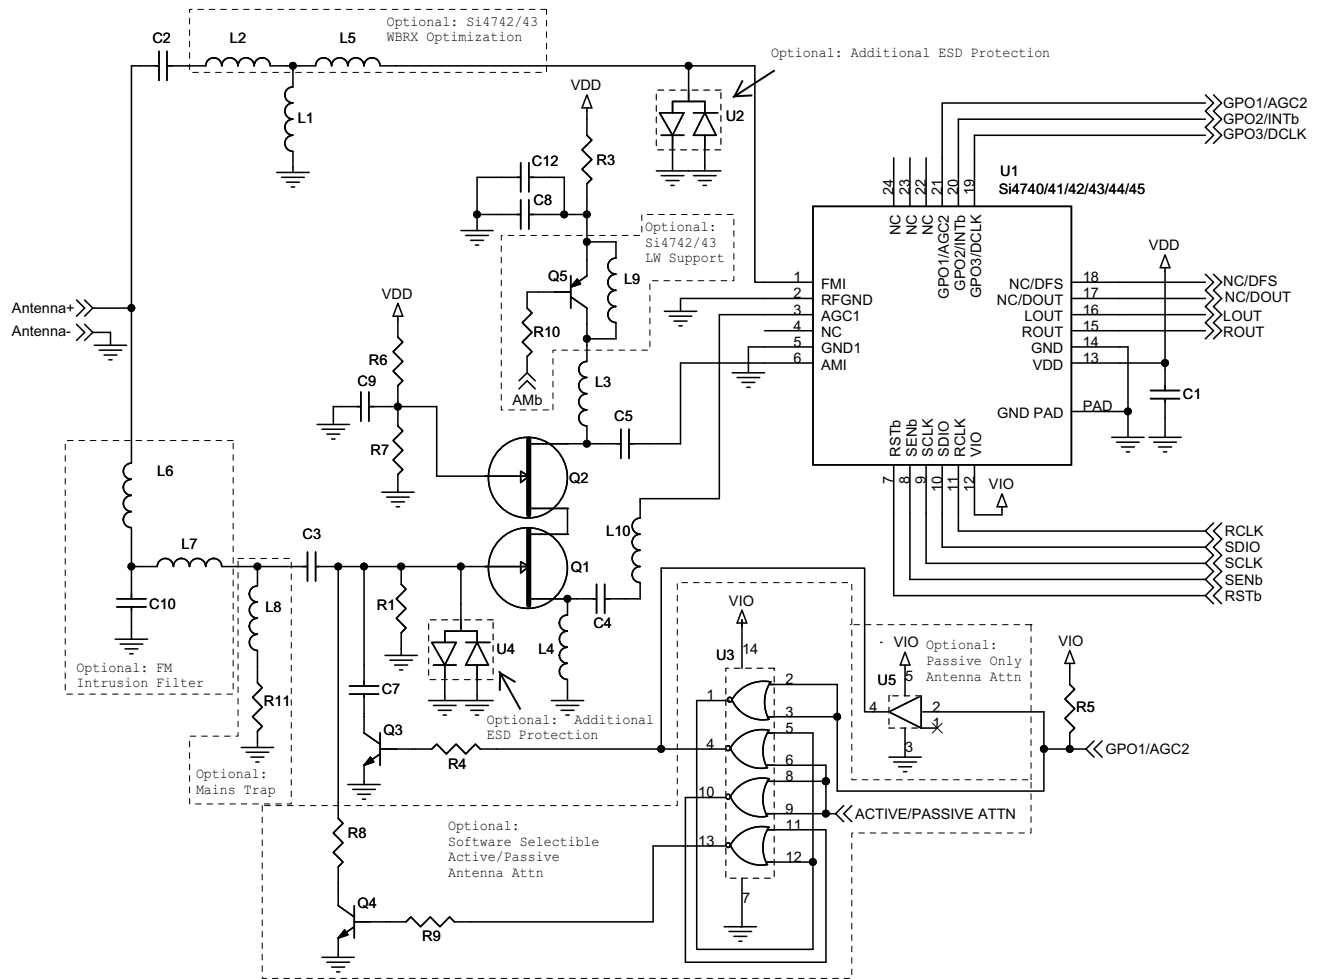 Optional: Si4742/43
WBRX Optimization
C2
L2
L5
Optional: Additional ESD Protection
L1
VDD
U2
R3
C12
C8
GPO1/AGC2
GPO2/INTb
GPO3/DCLK
U1
Si4740/41/42/43/44/45
24
23
22
21
20
19
NC
NC
NC
GPO1/AGC2
GPO2/INTb
GPO3/DCLK
Optional:
Si4742/43
LW Support
Q5
L9
R10
AMb
VDD
1
FMI
2
RFGND
3
AGC1
4
NC
5
GND1
6
AMI
NC/DFS
18
NC/DFS
NC/DOUT
17
NC/DOUT
LOUT
16
LOUT
ROUT
15
ROUT
GND
14
VDD
13
GND PAD
PAD
C1
Antenna+
Antenna-
VDD
R6
C9
R7
L3
C5
Q2
RSTb
SENb
SCLK
SDIO
RCLK
VIO
7
8
9
10
11
12
VIO
RCLK
SDIO
SCLK
SENb
RSTb
L6
L7
C3
Q1
L10
C4
C10
L8
R1
U4
L4
Optional: FM
Intrusion Filter
R11
C7
Q3
R4
Optional: Additional
ESD Protection
Optional:
Mains Trap
VIO
U3
14
1
2
3
4
5
6
10
8
9
13
11
12
7
VIO
Optional:
Passive Only
Antenna Attn
U5
5
4
2
1
3
VIO
R5
GPO1/AGC2
ACTIVE/PASSIVE ATTN
Optional:
Software Selectible
Active/Passive
Antenna Attn
R8
Q4
R9